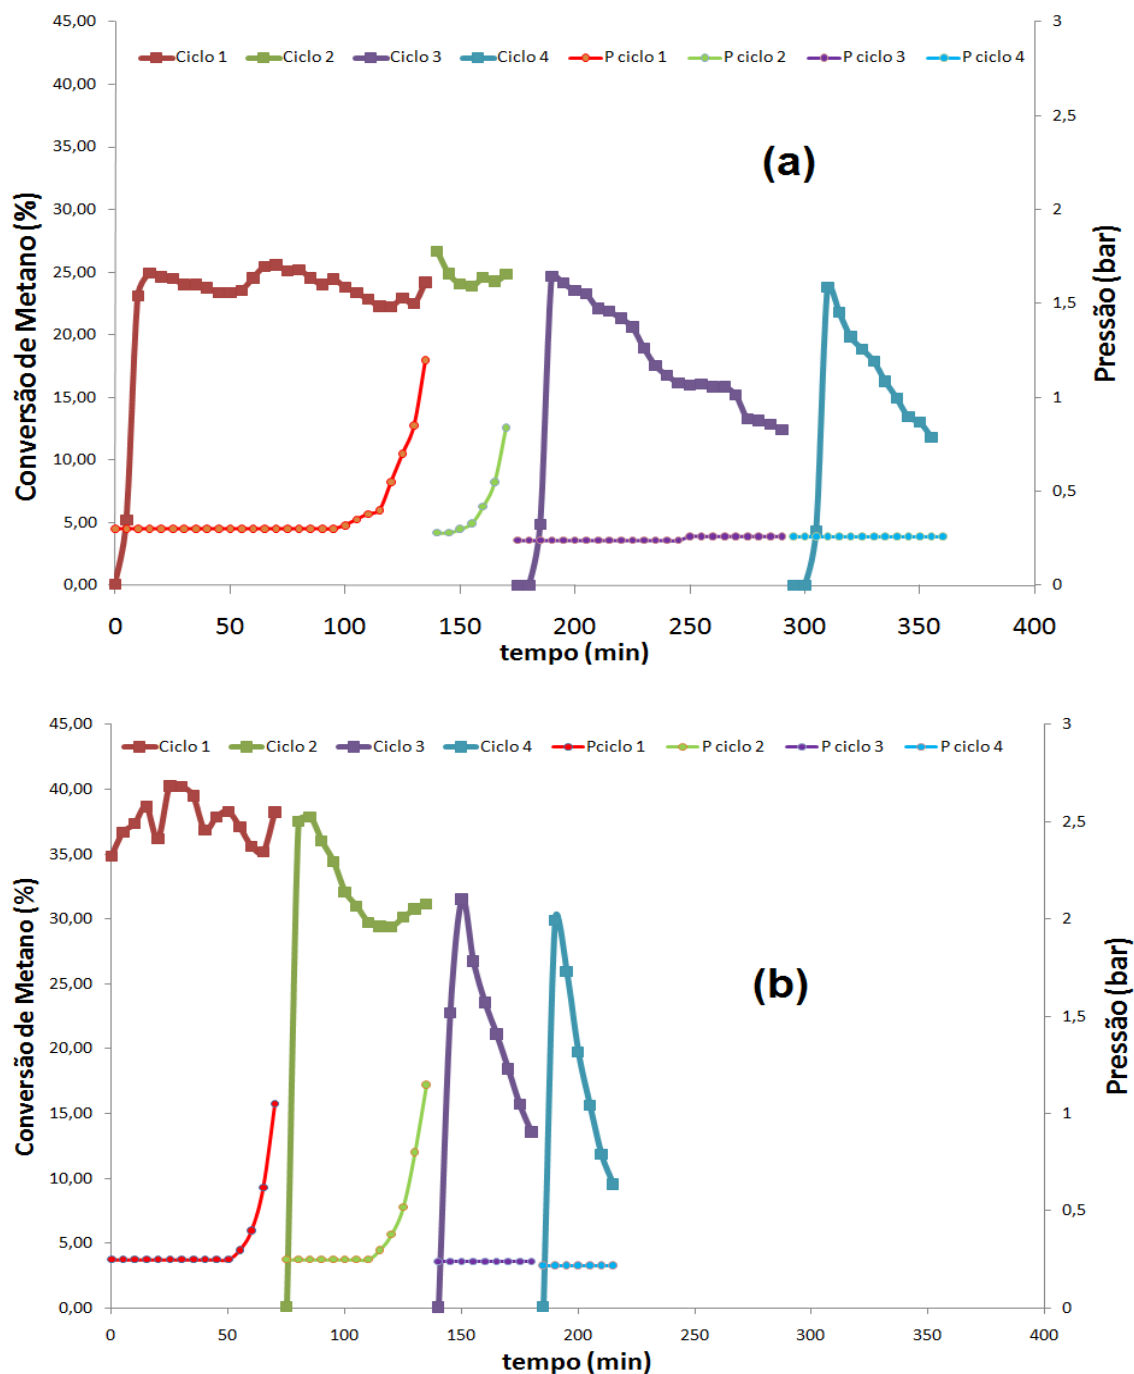 45,00 3
Ciclo 1 Ciclo 2 Ciclo 3 Ciclo 4 P ciclo 1 P ciclo 2 P ciclo 3 P ciclo 4
40,00 2,5
35,00
(a)
30,00 2
25,00
1,5
20,00
15,00 1
10,00
0,5
5,00
0,00 0
0 50 100 150 200 250 300 350 400
tempo (min)
Conversão de Metano (%)
Pressão (bar)
45,00 3
Ciclo 1 Ciclo 2 Ciclo 3 Ciclo 4 Pciclo 1 P ciclo 2 P ciclo 3 P ciclo 4
40,00
2,5
35,00
30,00 2
(b)
25,00
1,5
20,00
15,00 1
10,00
0,5
5,00
0,00 0
0 50 100 150 200 250 300 350 400
tempo (min)
Conversão de Metano (%)
Pressão (bar)